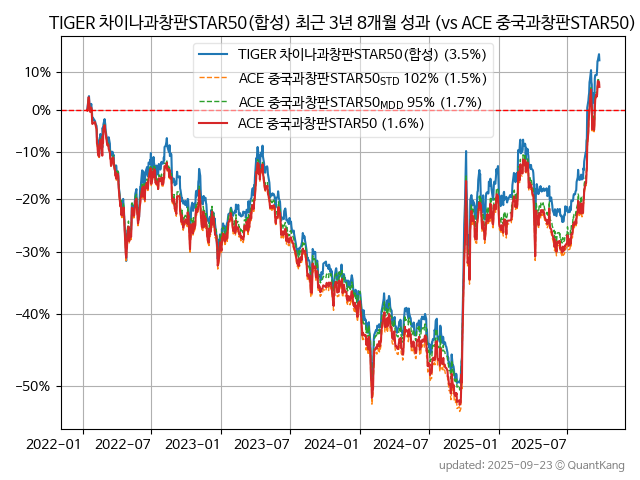 TIGER 차이나과창판STAR50(합성) 최근 3년 8개월 성과 (vs ACE 중국과창판STAR50)
TIGER 차이나과창판STAR50(합성) (3.5%)
ACE 중국과창판STAR50STD 102% (1.5%)
ACE 중국과창판STAR50MDD 95% (1.7%)
ACE 중국과창판STAR50 (1.6%)
10%
0%
−10%
−20%
−30%
−40%
−50%
2022-01 2022-07 2023-01 2023-07 2024-01 2024-07 2025-01 2025-07
updated: 2025-09-23 © QuantKang